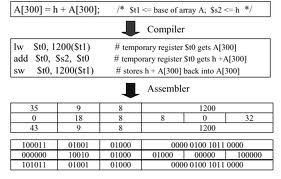 A[300] = h + A[300]; /* $t1 <= base of array A; $s2 <= h */
Compiler
lw $t0, 1200($t1) # temporary register $t0 gets A[300]
add $t0, $s2, $t0 # temporary register $t0 gets h +A[300]
sw $t0, 1200($t1) # stores h + A[300] back into A[300]
Assembler
35 9 8 1200
0 18 8 8 0 32
43 9 8 1200
100011 01001 01000 0000 0100 1011 0000
000000 10010 01000 01000 00000 100000
101011 01001 01000 0000 0100 1011 0000